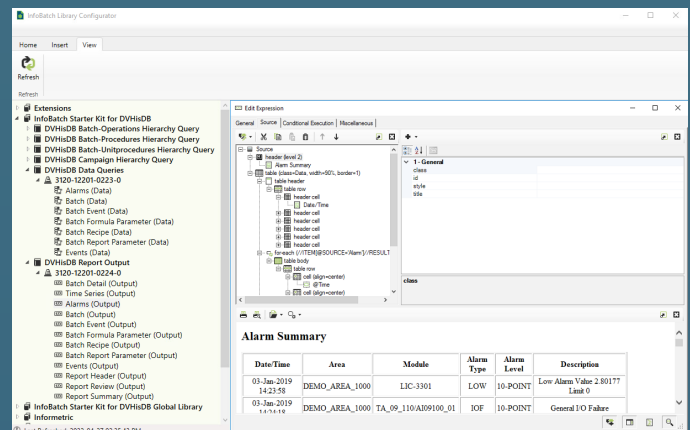 InfoBatch Library Configurator
Home Insert View
Refresh
Refresh
Extensions
InfoBatch Starter Kit for DVHisDB
DVHisDB Batch-Operations Hierarchy Query
DVHisDB Batch-Procedures Hierarchy Query
DVHisDB Batch-Unitprocedures Hierarchy Query
DVHisDB Campaign Hierarchy Query
DVHisDB Data Queries
3120-12201-0223-0
Alarms (Data)
Batch (Data)
Batch Event (Data)
Batch Formula Parameter (Data)
Batch Recipe (Data)
Batch Report Parameter (Data)
Events (Data)
DVHisDB Report Output
3120-12201-0224-0
Batch Detail (Output)
Time Series (Output)
Alarms (Output)
Batch (Output)
Batch Event (Output)
Batch Formula Parameter (Output)
Batch Recipe (Output)
Batch Report Parameter (Output)
Events (Output)
Report Header (Output)
Report Review (Output)
Report Summary (Output)
InfoBatch Starter Kit for DVHisDB Global Library
Informetric
Edit Expression
General Source Conditional Execution Miscellaneous
Source
header (level 2)
Alarm Summary
table (class=Data, width=90%, border=1)
table header
table row
header cell
Date/Time
header cell
header cell
header cell
header cell
header cell
for-each (//ITEM[@SOURCE='Alarm']//RESULT
table body
table row
cell (align=center)
@Time
cell (align=center)
1 - General
class
id
style
title
class
Alarm Summary
Date/Time Area Module Alarm Type Alarm Level Description
03-Jan-2019 14:23:58 DEMO_AREA_1000 LIC-3301 LOW 10-POINT Low Alarm Value 2.80177 Limit 0
03-Jan-2019 14:24:18 DEMO_AREA_1000 TA_09_110/AI09100_01 IOF 10-POINT General I/O Failure